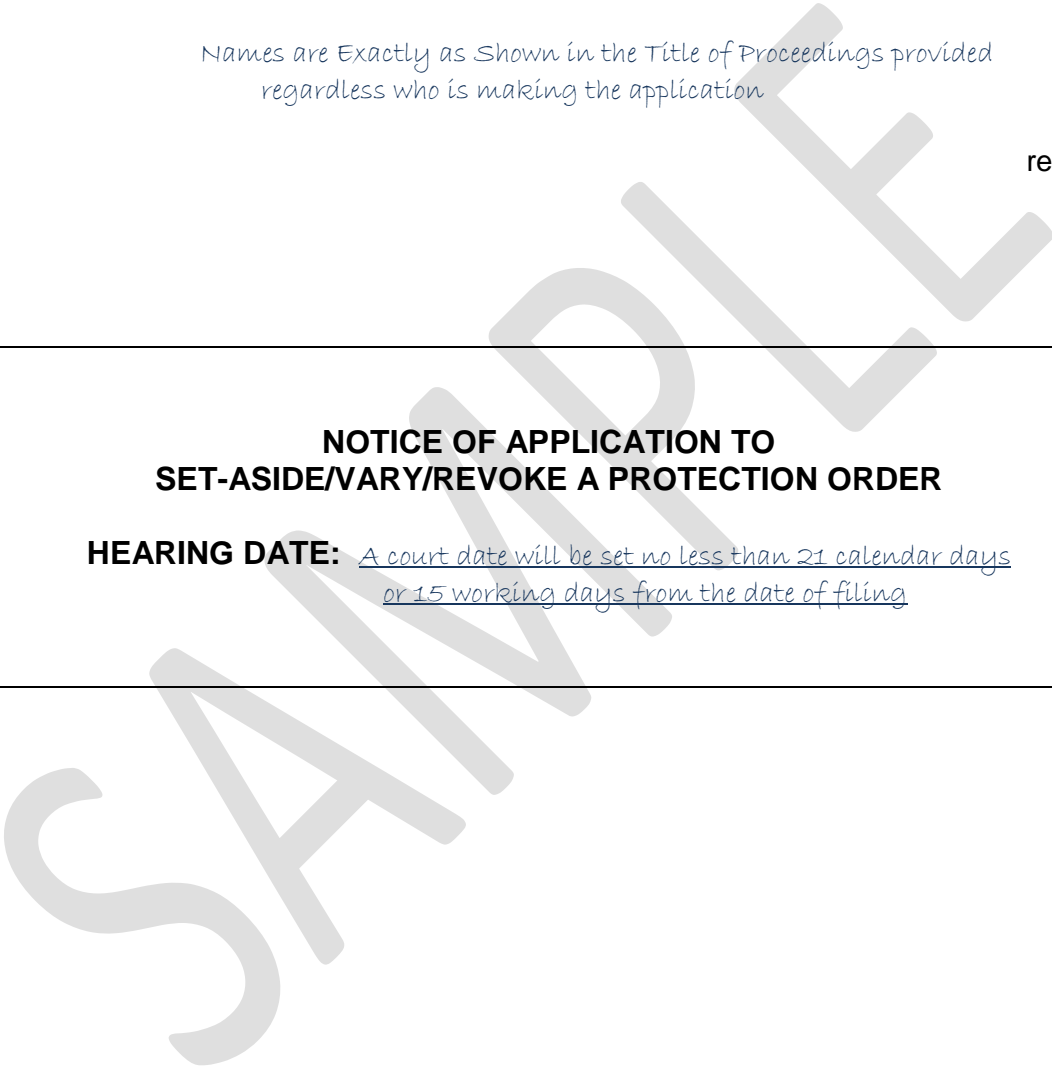 Names are Exactly as Shown in the Title of Proceedings provided
regardless who is making the application
re
NOTICE OF APPLICATION TO
SET-ASIDE/VARY/REVOKE A PROTECTION ORDER
HEARING DATE: A court date will be set no less than 21 calendar days
or 15 working days from the date of filing
SAMPLE